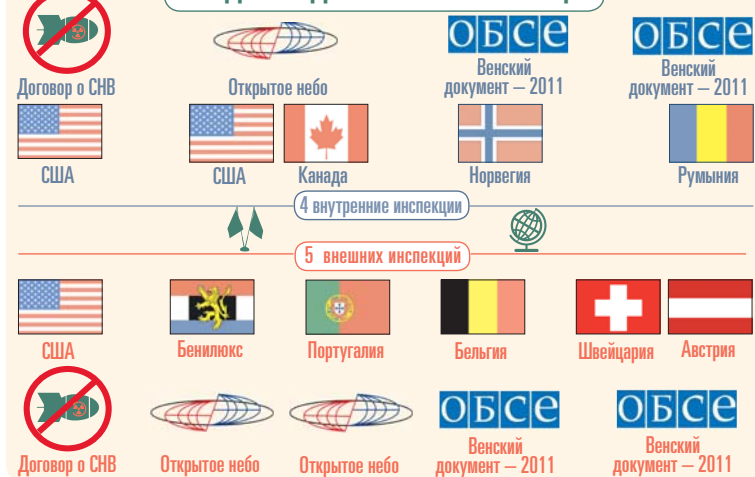 ОБСЕ ОБСЕ
Договор о СНВ Открытое небо Венский Венский
документ – 2011 документ – 2011
США США Канада Норвегия Румыния
4 внутренние инспекции
5 внешних инспекций
США Бенилюкс Португалия Бельгия Швейцария Австрия
ОБСЕ ОБСЕ
Договор о СНВ Открытое небо Открытое небо Венский Венский
документ – 2011 документ – 2011